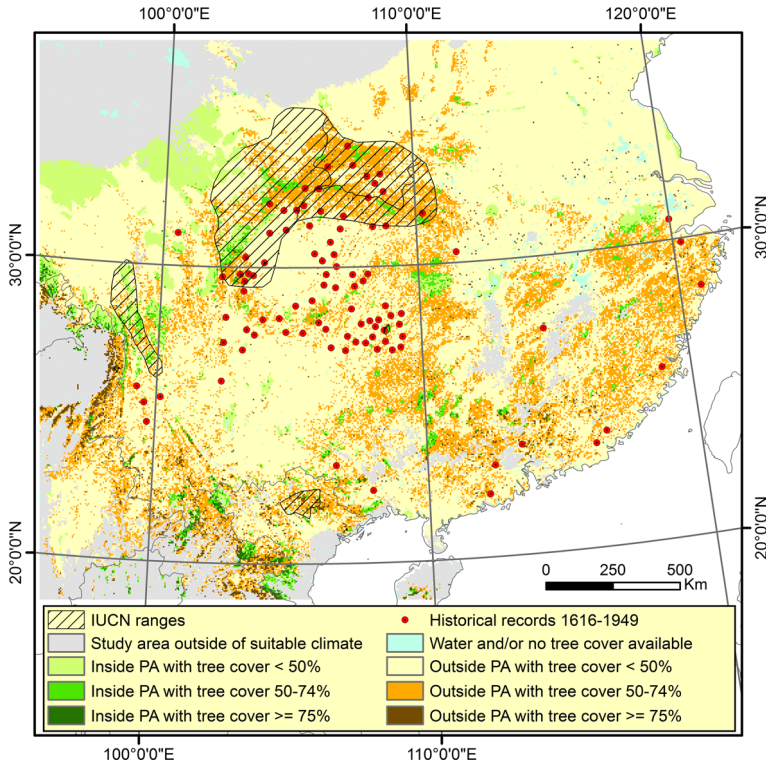 100°0'0"E 110°0'0"E 120°0'0"E
30°0'0"N 30°0'0"N
20°0'0"N 20°0'0"N
0 250 500
Km
IUCN ranges
Historical records 1616-1949
Study area outside of suitable climate
Water and/or no tree cover available
Inside PA with tree cover < 50%
Outside PA with tree cover < 50%
Inside PA with tree cover 50-74%
Outside PA with tree cover 50-74%
Inside PA with tree cover >= 75%
Outside PA with tree cover >= 75%
100°0'0"E 110°0'0"E